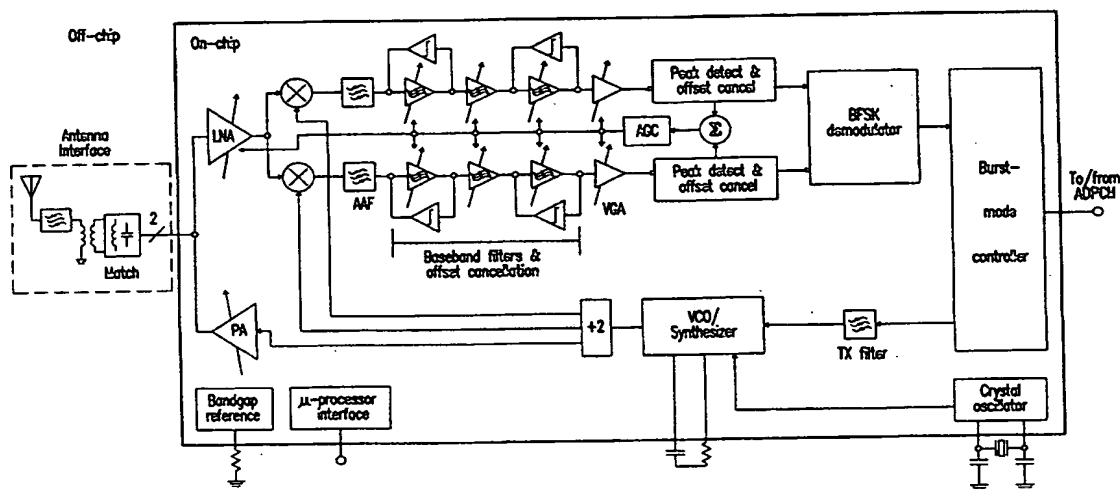 Off-chip
On-chip
Antenna
Interface
2
Match
LNA
PA
AAF
Baseband filters &
offset cancellation
VGA
AGC
Σ
Peak detect &
offset cancel
Peak detect &
offset cancel
BFSK
demodulator
Burst-
moda
controller
To/from
ADPCH
+2
VCO/
Synthesizer
TX filter
Bandgap
reference
μ-processor
interface
Crystal
oscillator